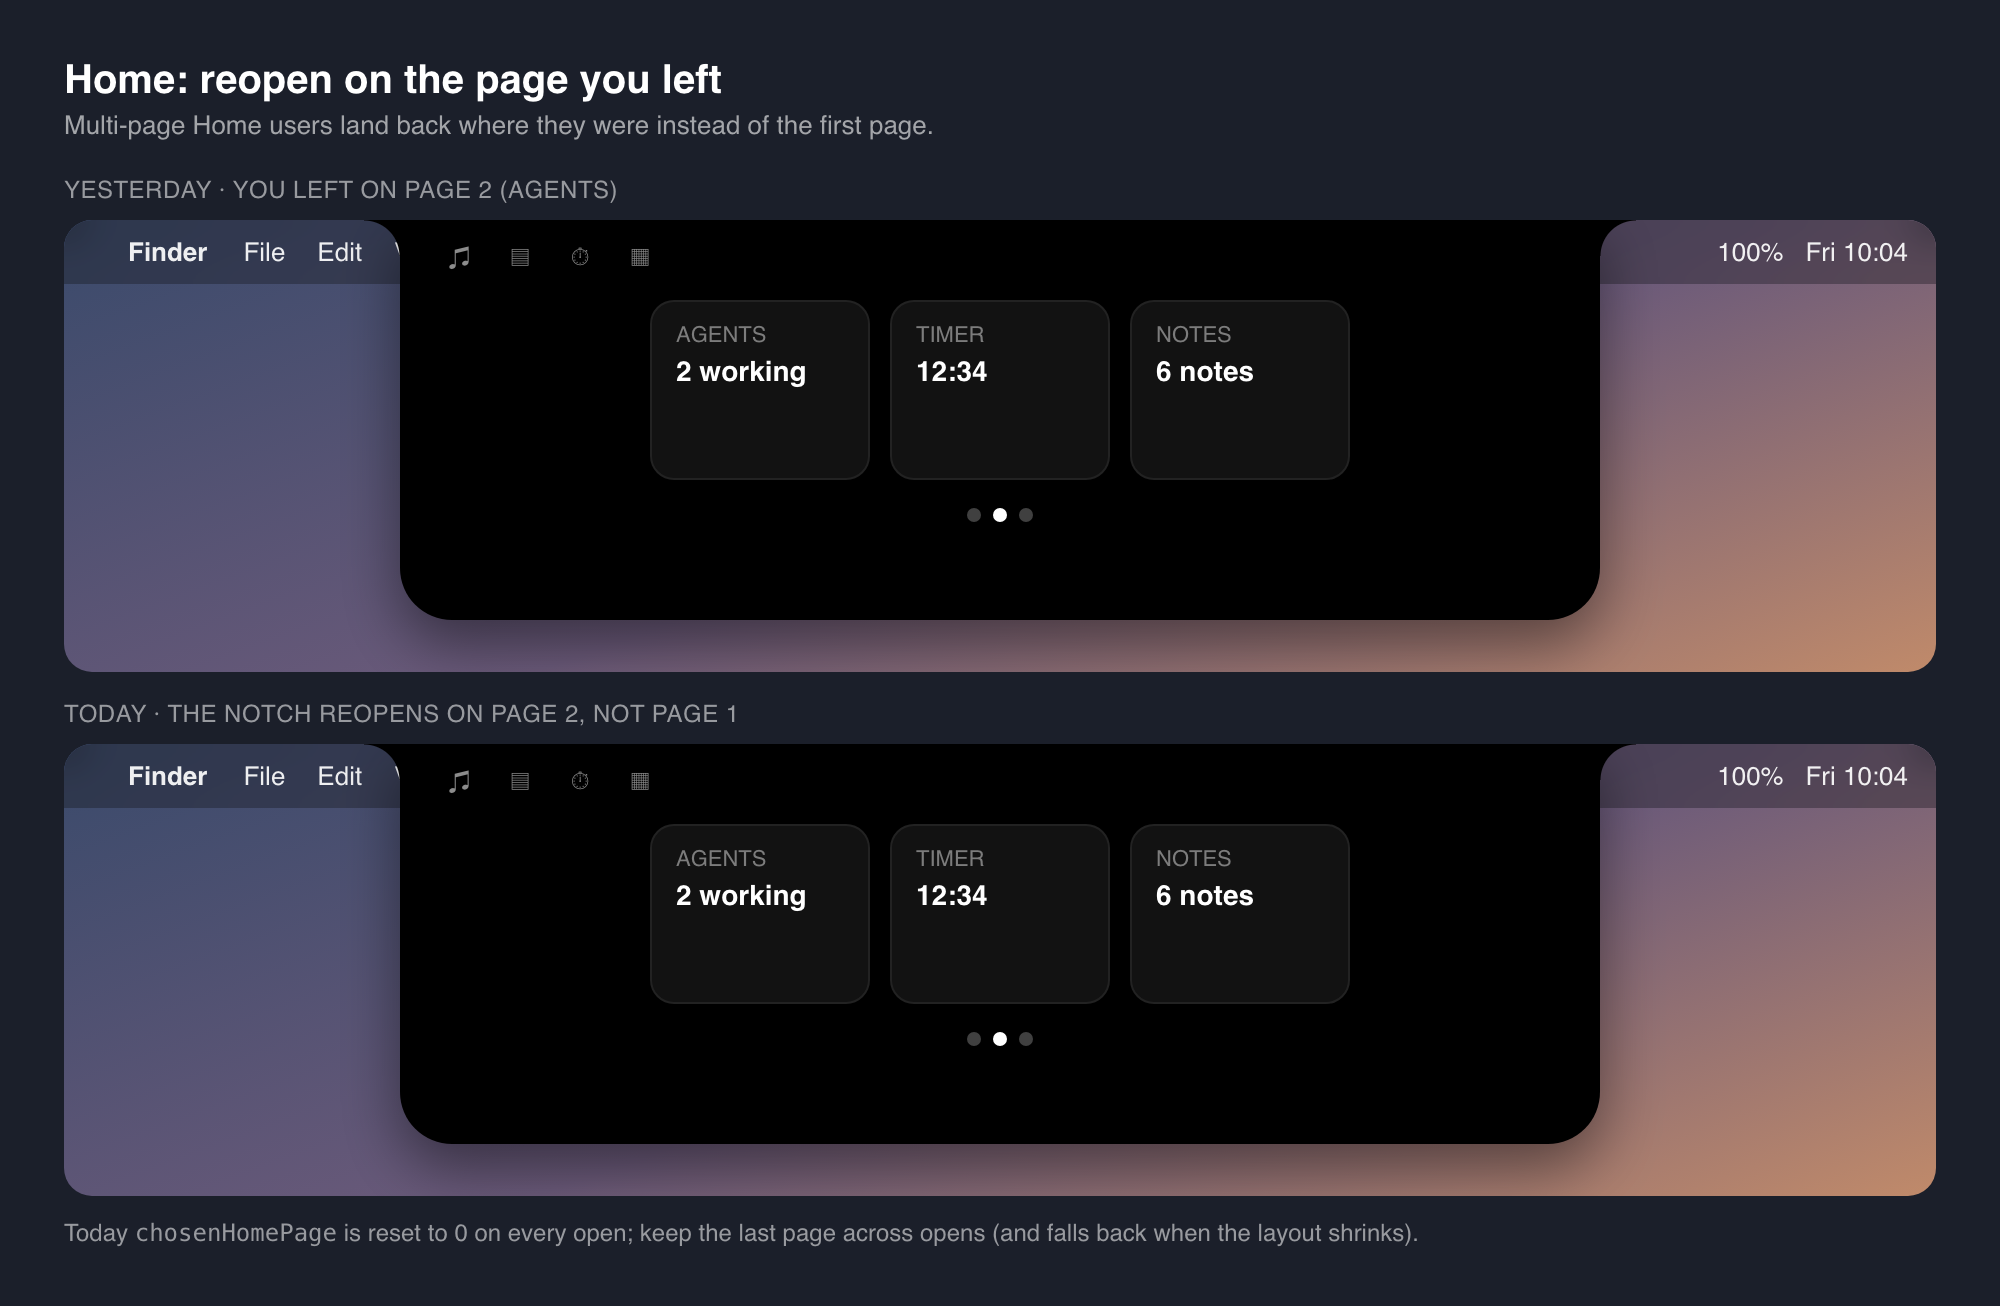 Home: reopen on the page you left
Multi-page Home users land back where they were instead of the first page.
YESTERDAY · YOU LEFT ON PAGE 2 (AGENTS)
Finder File Edit 100% Fri 10:04
AGENTS TIMER NOTES
2 working 12:34 6 notes
TODAY · THE NOTCH REOPENS ON PAGE 2, NOT PAGE 1
Finder File Edit 100% Fri 10:04
AGENTS TIMER NOTES
2 working 12:34 6 notes
Today chosenHomePage is reset to 0 on every open; keep the last page across opens (and falls back when the layout shrinks).